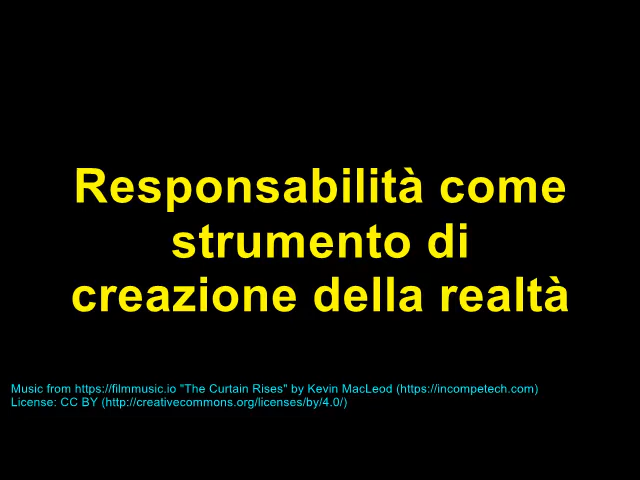 Responsabilità come
strumento di
creazione della realtà
Music from https://filmmusic.io "The Curtain Rises" by Kevin MacLeod (https://incompetech.com)
License: CC BY (http://creativecommons.org/licenses/by/4.0/)